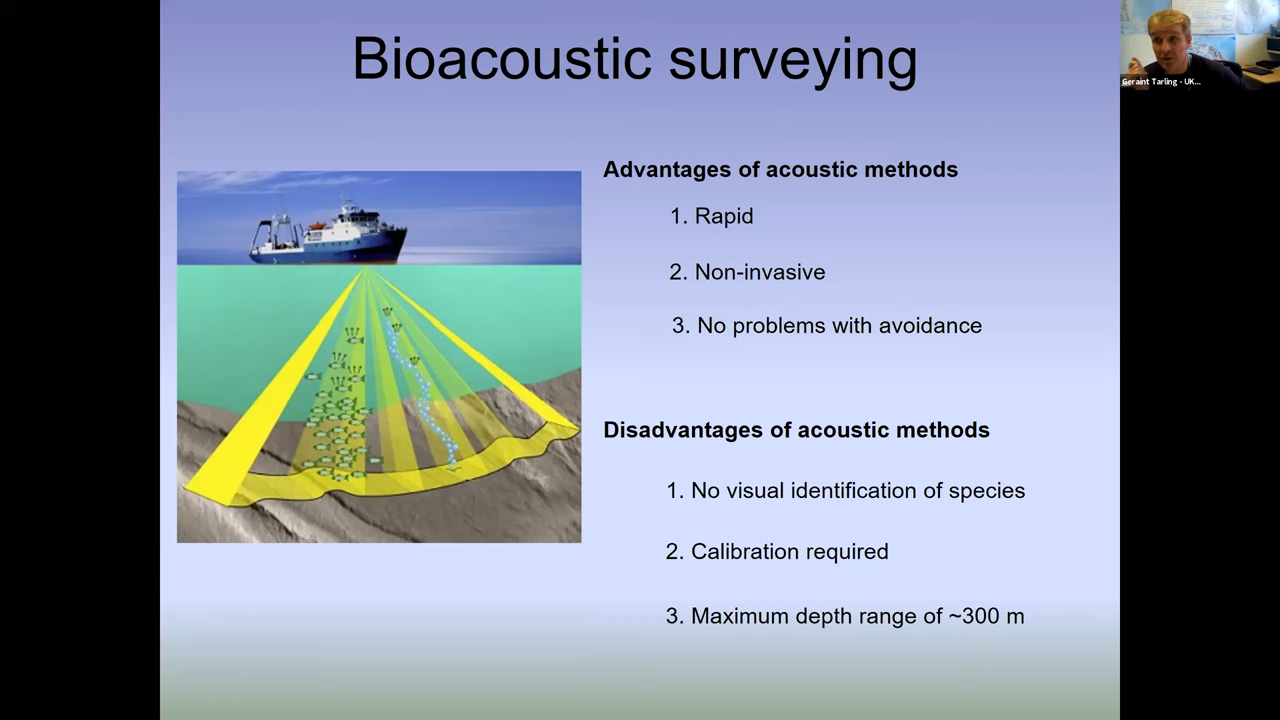 Bioacoustic surveying
Geraint Tarling - UK...
Advantages of acoustic methods
1. Rapid
2. Non-invasive
3. No problems with avoidance
Disadvantages of acoustic methods
1. No visual identification of species
2. Calibration required
3. Maximum depth range of ~300 m